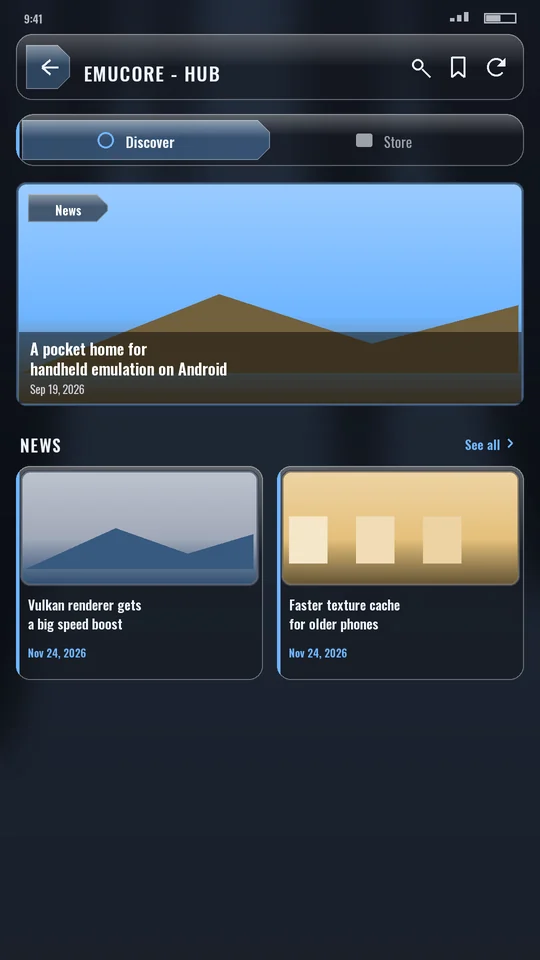 9:41
EMUCORE - HUB
Discover
Store
News
A pocket home for
handheld emulation on Android
Sep 19, 2026
NEWS
See all
Vulkan renderer gets
a big speed boost
Nov 24, 2026
Faster texture cache
for older phones
Nov 24, 2026